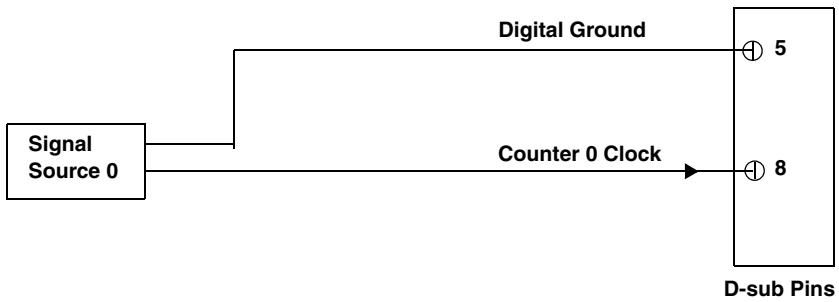 Digital Ground
5
Signal
Source 0
Counter 0 Clock
8
D-sub Pins